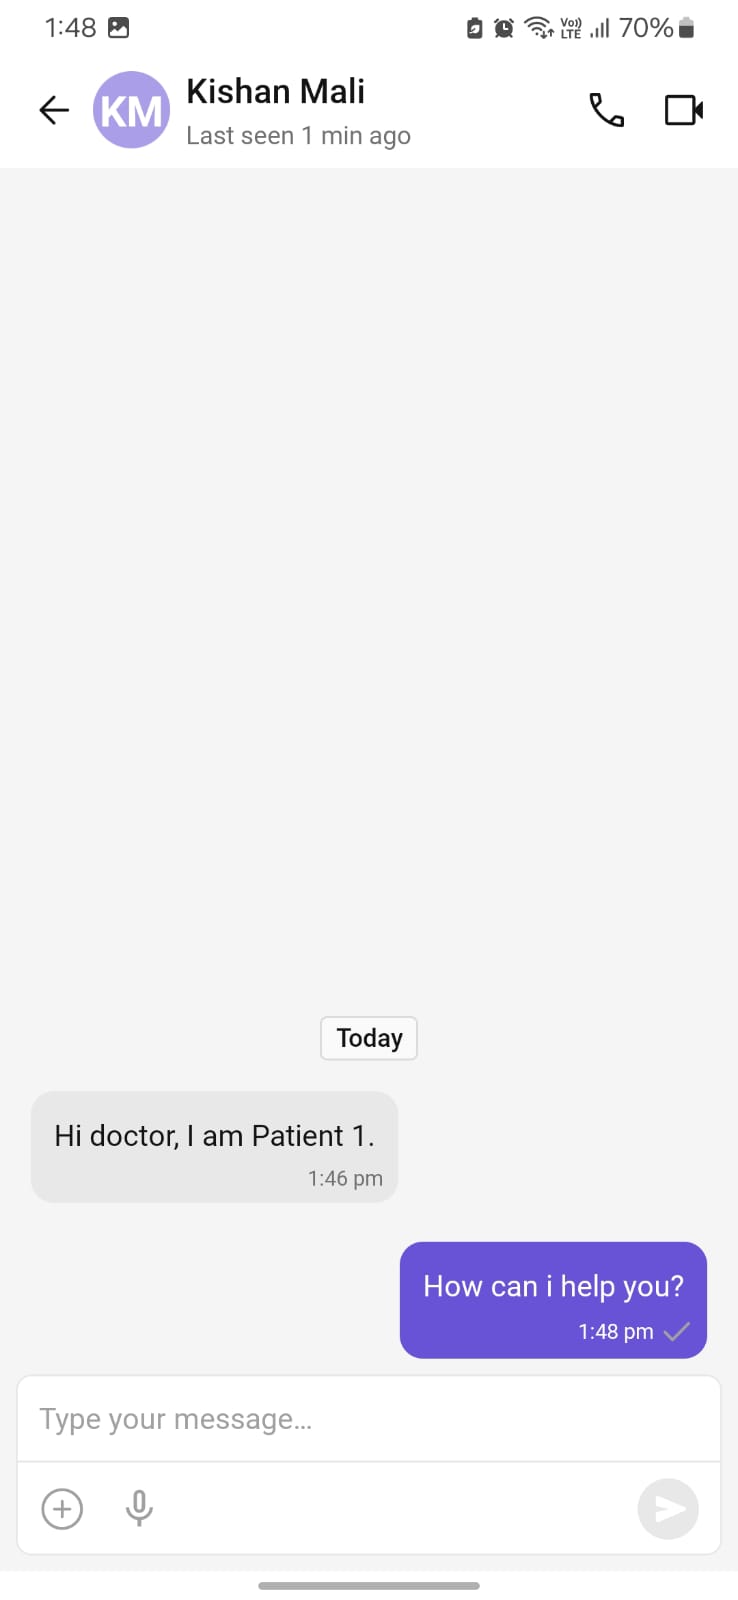 1:48
Vo))
LTE
70%
KM
Kishan Mali
Last seen 1 min ago
Today
Hi doctor, I am Patient 1.
1:46 pm
How can i help you?
1:48 pm
Type your message...